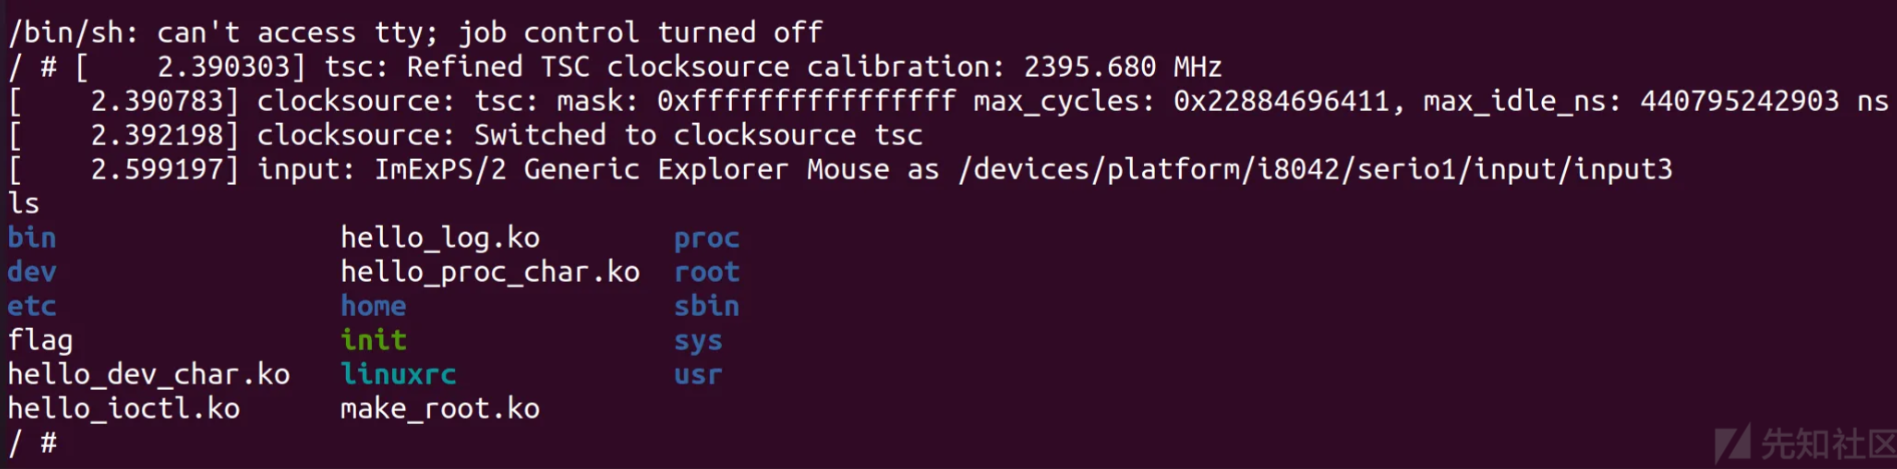 /bin/sh: can't access tty; job control turned off
/ # [    2.390303] tsc: Refined TSC clocksource calibration: 2395.680 MHz
[    2.390783] clocksource: tsc: mask: 0xffffffffffffffff max_cycles: 0x22884696411, max_idle_ns: 440795242903 ns
[    2.392198] clocksource: Switched to clocksource tsc
[    2.599197] input: ImExPS/2 Generic Explorer Mouse as /devices/platform/i8042/serio1/input/input3
ls
bin                 hello_log.ko        proc
dev                 hello_proc_char.ko  root
etc                 home                sbin
flag                init                sys
hello_dev_char.ko   linuxrc             usr
hello_ioctl.ko      make_root.ko
/ #
先知社区